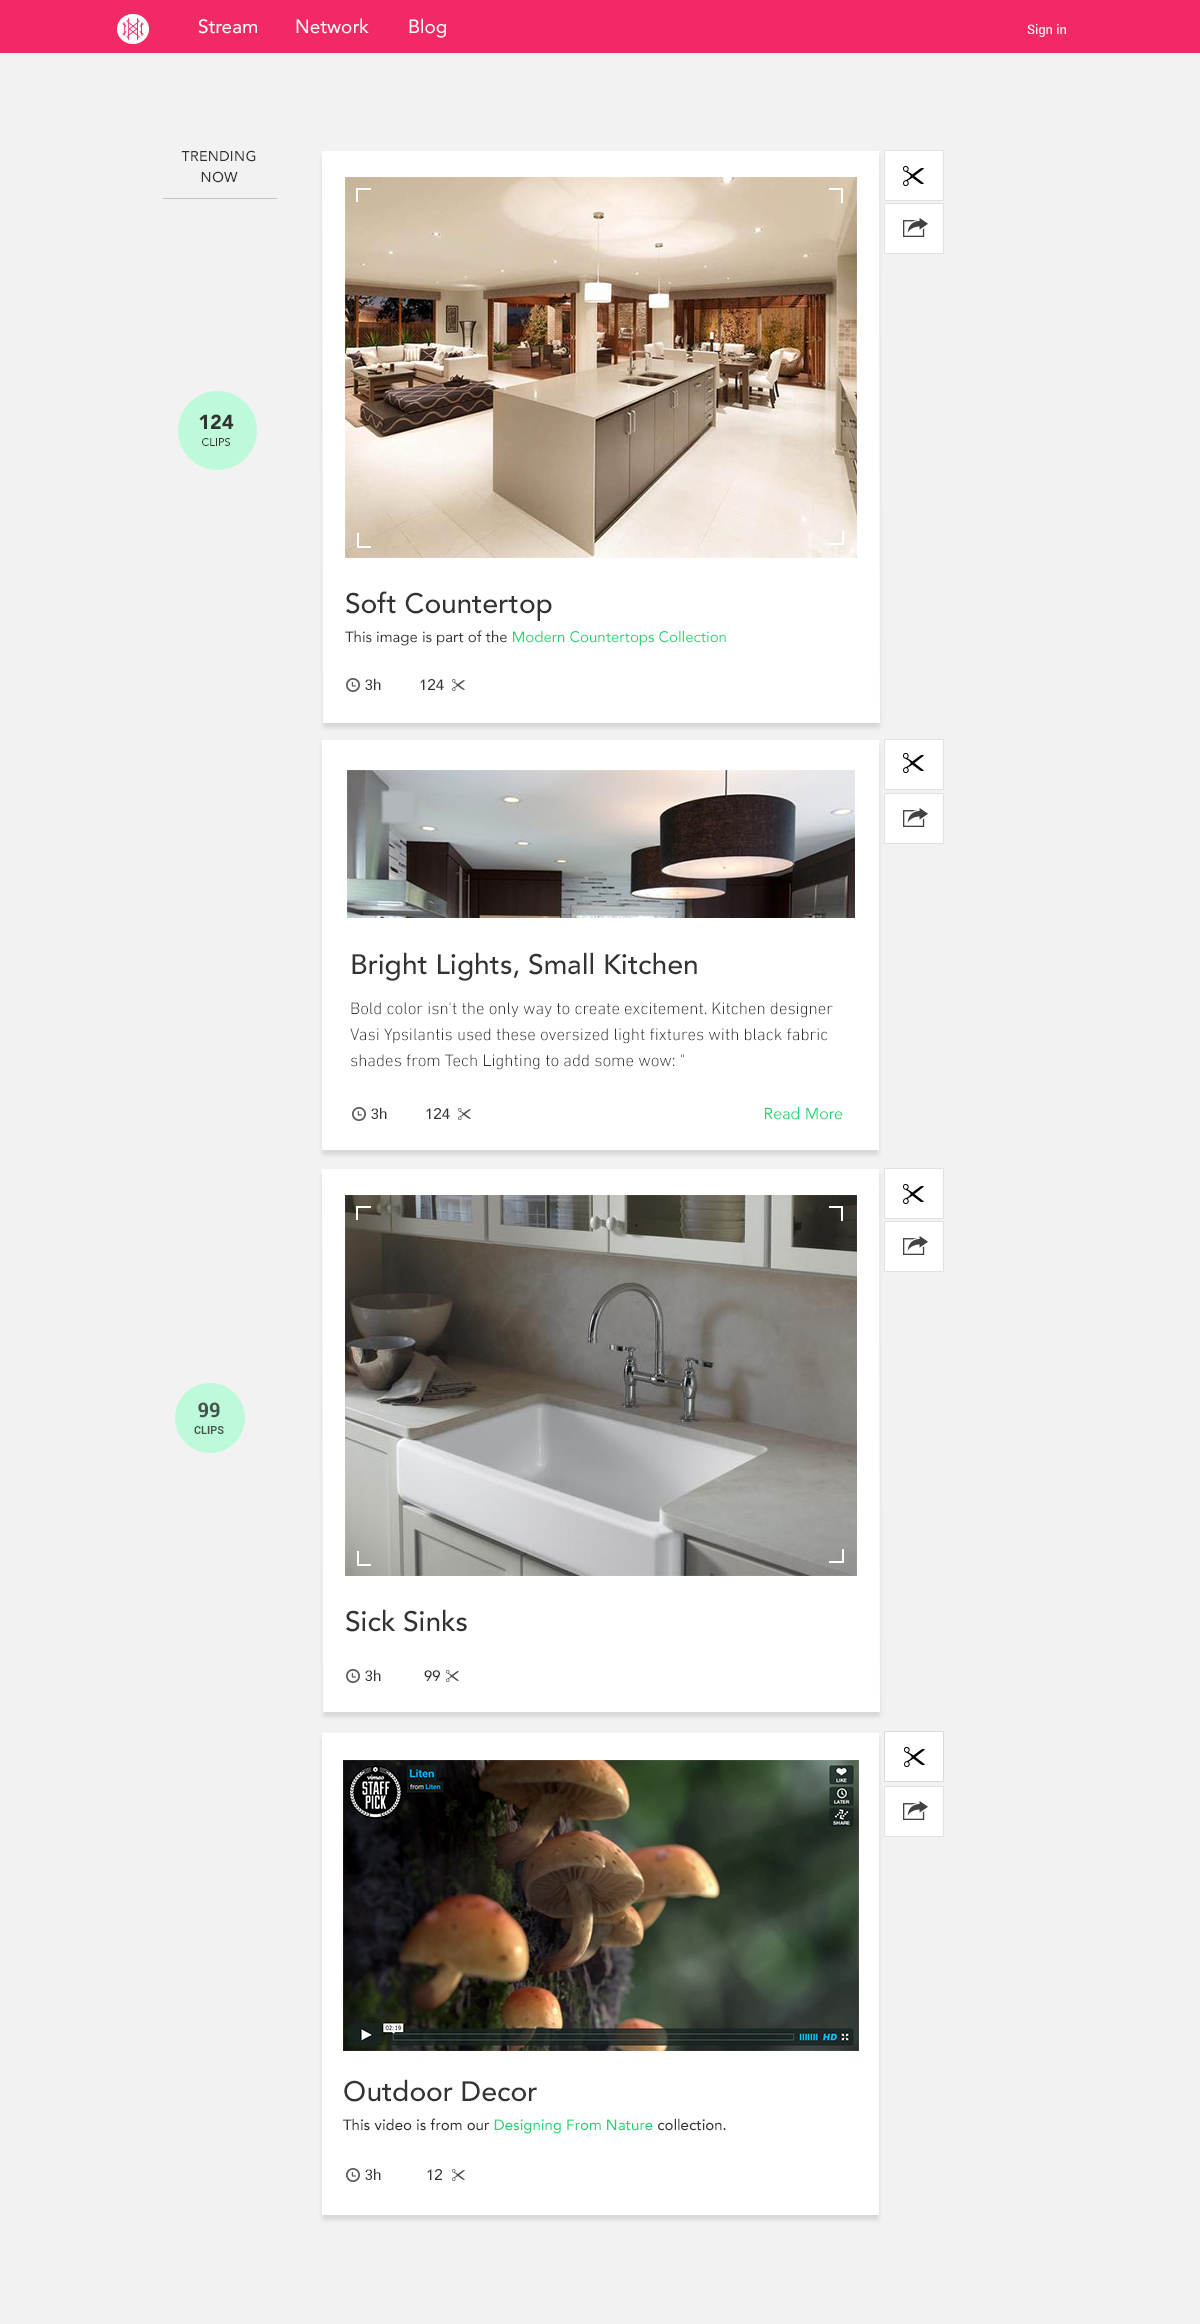 Stream Network Blog Sign in
TRENDING
NOW
124
CLIPS
Soft Countertop
This image is part of the Modern Countertops Collection
3h 124
Bright Lights, Small Kitchen
Bold color isn't the only way to create excitement. Kitchen designer
Vasi Ypsilantis used these oversized light fixtures with black fabric
shades from Tech Lighting to add some wow: "
3h 124 Read More
99
CLIPS
Sick Sinks
3h 99
vimeo
STAFF
PICK
Liten
from Liten
LIKE
LATER
SHARE
02:19
HD
Outdoor Decor
This video is from our Designing From Nature collection.
3h 12